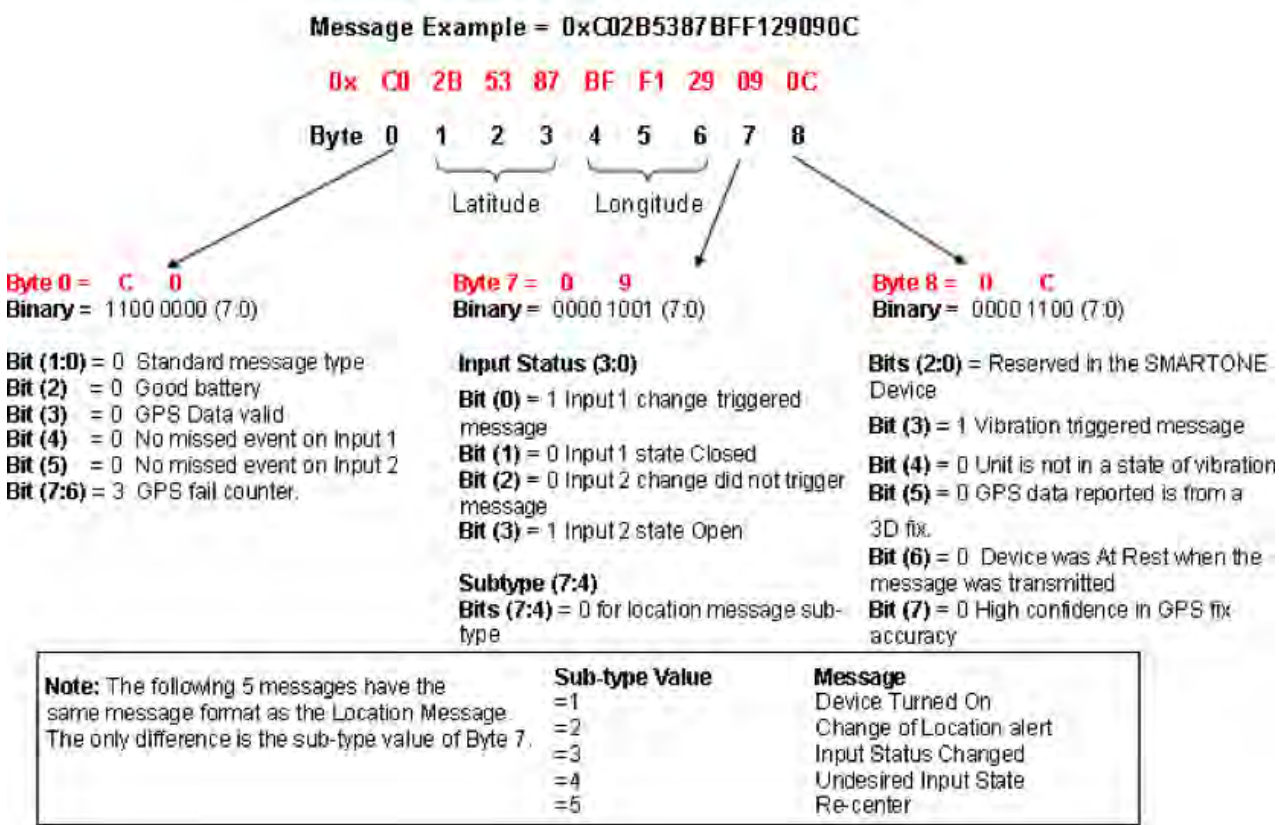 Message Example = 0xC02B5387BFF129090C
0x C0 2B 53 87 BF F1 29 09 0C
Byte 0 1 2 3 4 5 6 7 8
Latitude Longitude
Byte 0 = C 0
Binary = 1100 0000 (7:0)
Bit (1:0) = 0 Standard message type
Bit (2) = 0 Good battery
Bit (3) = 0 GPS Data valid
Bit (4) = 0 No missed event on Input 1
Bit (5) = 0 No missed event on Input 2
Bit (7:6) = 3 GPS fail counter.
Byte 7 = 0 9
Binary = 0000 1001 (7:0)
Input Status (3:0)
Bit (0) = 1 Input 1 change triggered
message
Bit (1) = 0 Input 1 state Closed
Bit (2) = 0 Input 2 change did not trigger
message
Bit (3) = 1 Input 2 state Open
Subtype (7:4)
Bits (7:4) = 0 for location message sub-
type
Byte 8 = 0 C
Binary = 0000 1100 (7:0)
Bits (2:0) = Reserved in the SMARTONE
Device
Bit (3) = 1 Vibration triggered message
Bit (4) = 0 Unit is not in a state of vibration
Bit (5) = 0 GPS data reported is from a
3D fix.
Bit (6) = 0 Device was At Rest when the
message was transmitted
Bit (7) = 0 High confidence in GPS fix
accuracy
Note: The following 5 messages have the
same message format as the Location Message
The only difference is the sub-type value of Byte 7.
Sub-type Value Message
=1 Device Turned On
=2 Change of Location alert
=3 Input Status Changed
=4 Undesired Input State
=5 Re-center